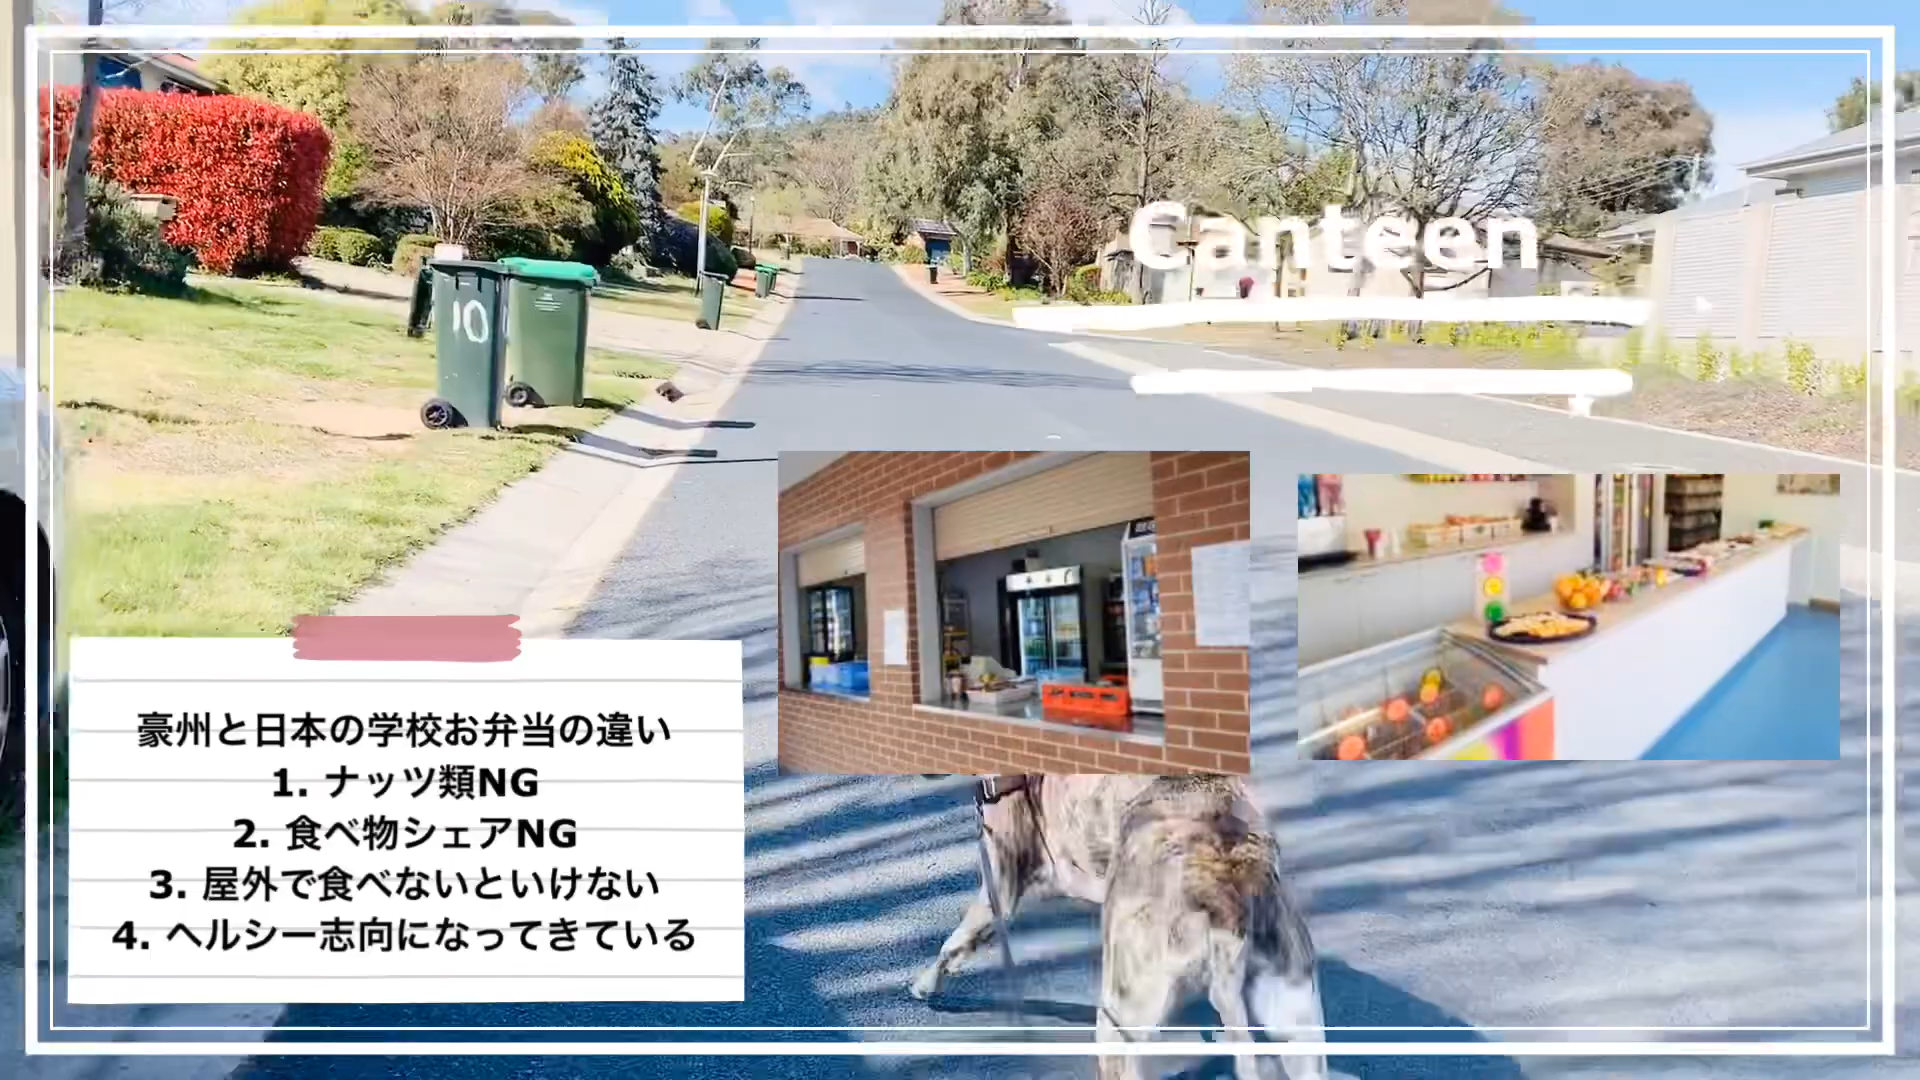 Canteen
10
豪州と日本の学校お弁当の違い
1. ナッツ類NG
2. 食べ物シェアNG
3. 屋外で食べないといけない
4. ヘルシー志向になってきている